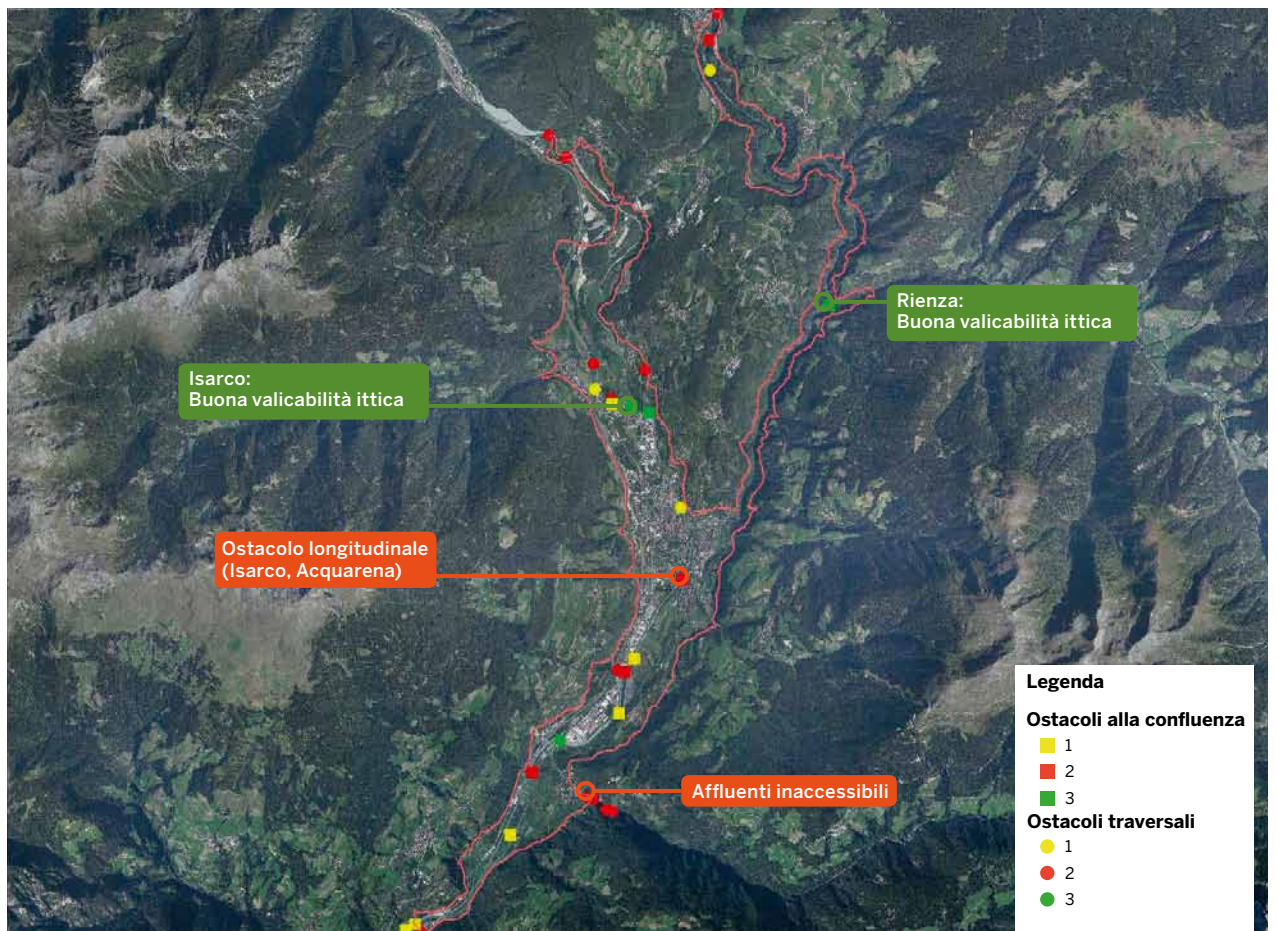 Rienza:
Buona valicabilità ittica
Isarco:
Buona valicabilità ittica
Ostacolo longitudinale
(Isarco, Acquarena)
Affluenti inaccessibili
Legenda
Ostacoli alla confluenza
1
2
3
Ostacoli traversali
1
2
3